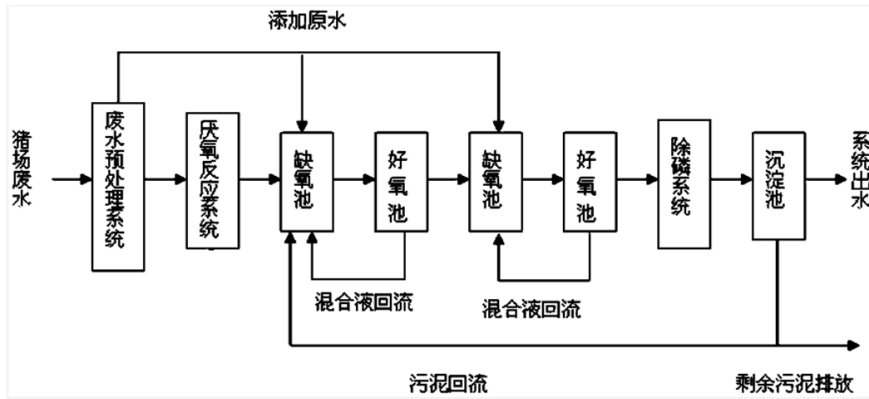 添加原水
猪场废水
废水预处理系统
厌氧反应系统
缺氧池
好氧池
缺氧池
好氧池
除磷系统
沉淀池
系统出水
混合液回流
混合液回流
污泥回流
剩余污泥排放